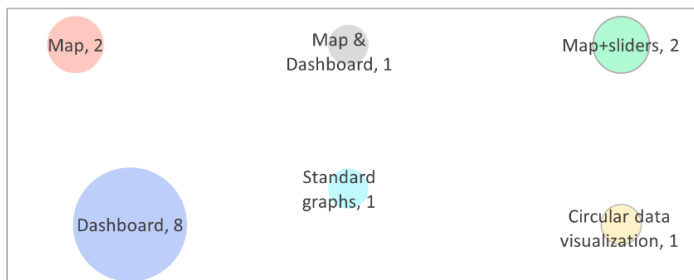 Map, 2
Map &
Dashboard, 1
Map+sliders, 2
Dashboard, 8
Standard
graphs, 1
Circular data
visualization, 1